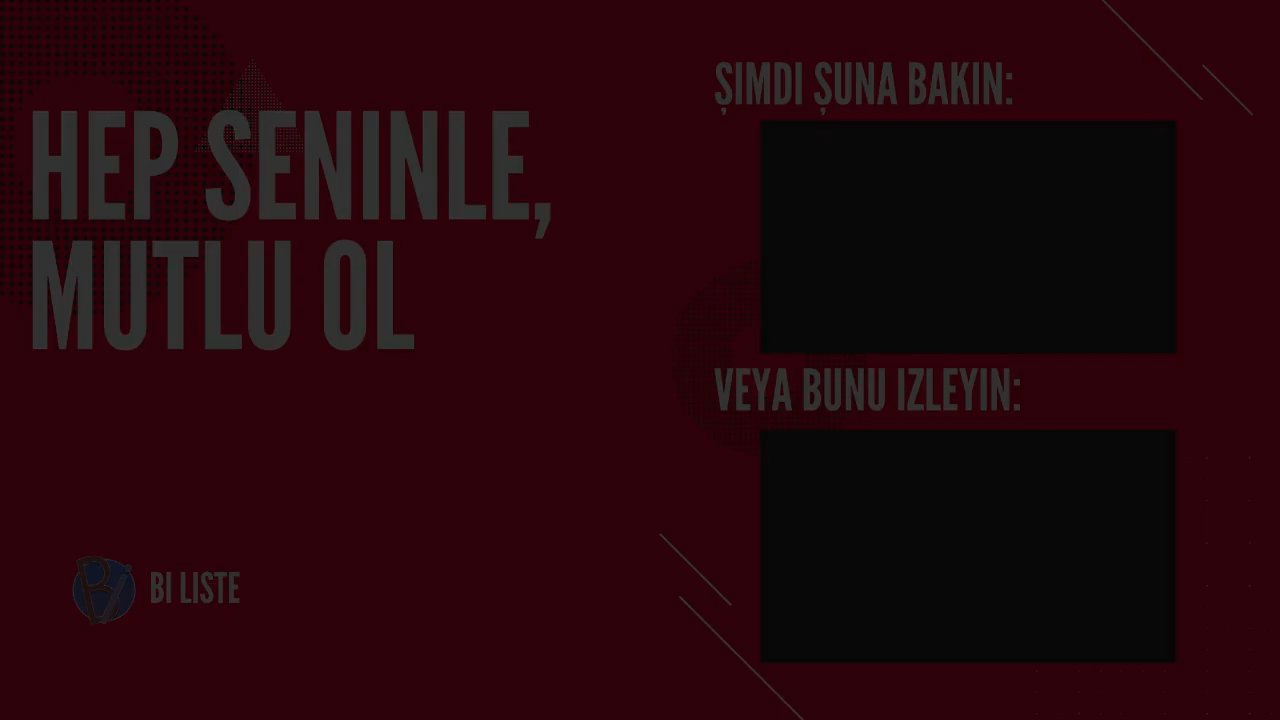 HEP SENINLE,
MUTLU OL
ŞIMDI ŞUNA BAKIN:
VEYA BUNU IZLEYIN:
BI LISTE